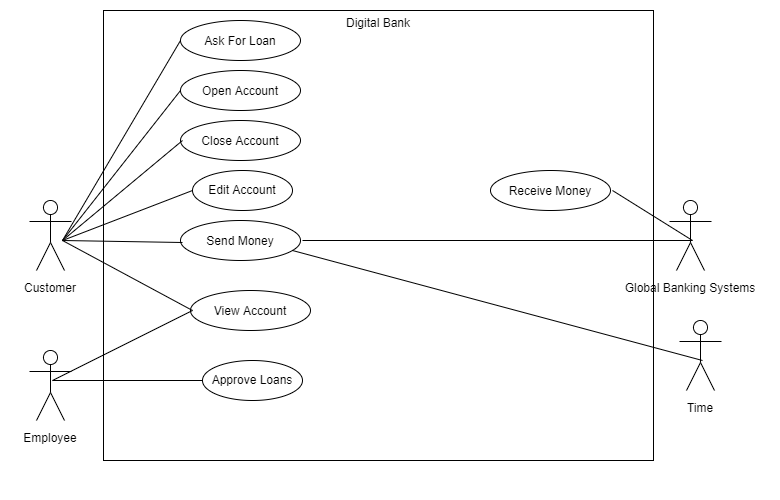 Digital Bank
Ask For Loan
Open Account
Close Account
Edit Account
Receive Money
Send Money
Customer
Global Banking Systems
View Account
Approve Loans
Time
Employee